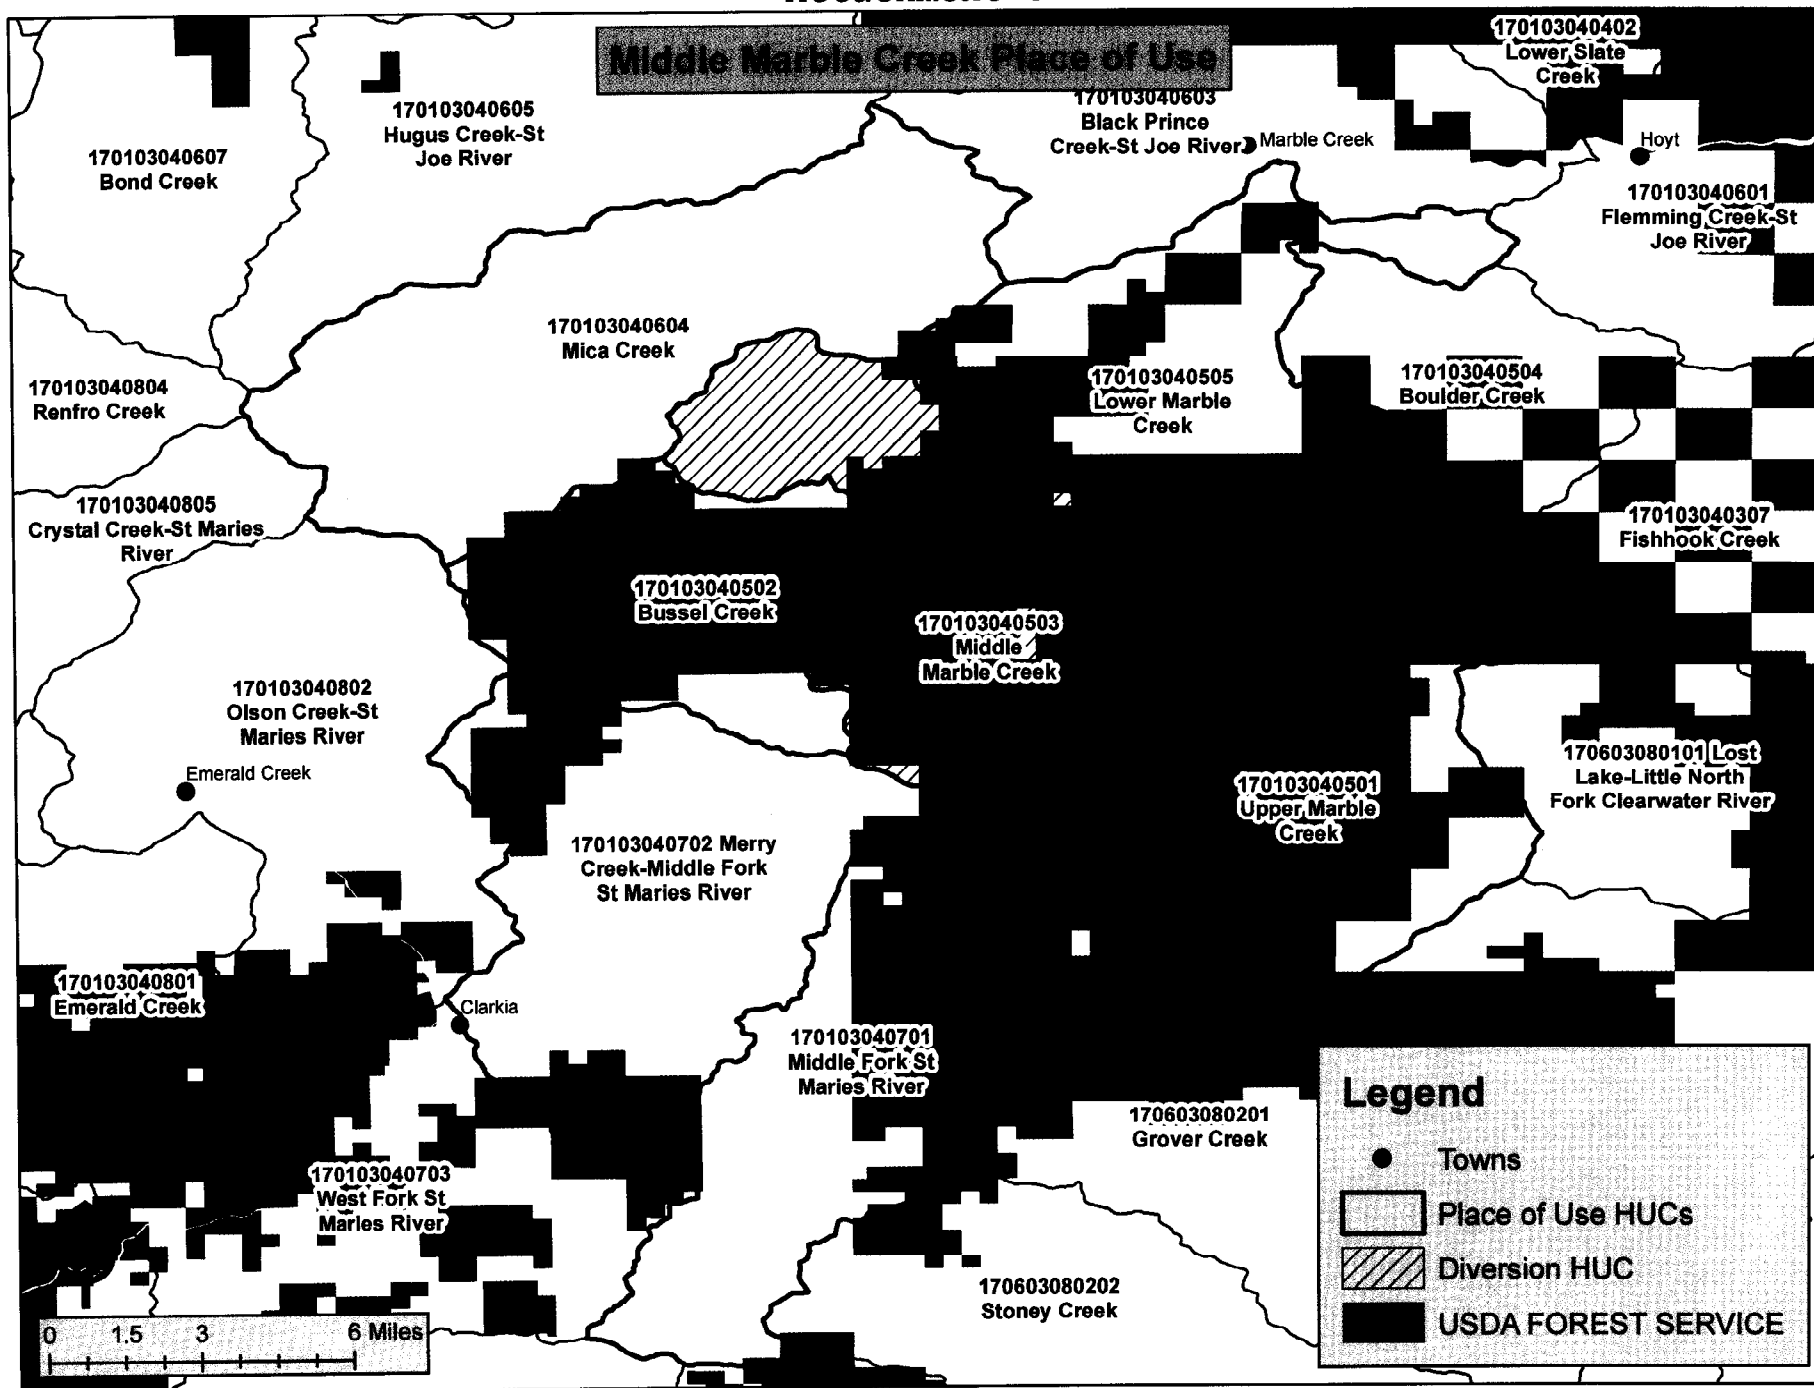 Middle Marble Creek Place of Use
170103040402
Lower Slate
Creek
170103040605
Hugus Creek-St
Joe River
170103040603
Black Prince
Creek-St Joe River
Marble Creek
Hoyt
170103040607
Bond Creek
170103040601
Flemming Creek-St
Joe River
170103040604
Mica Creek
170103040804
Renfro Creek
170103040505
Lower Marble
Creek
170103040504
Boulder Creek
170103040805
Crystal Creek-St Maries
River
170103040307
Fishhook Creek
170103040502
Bussel Creek
170103040503
Middle
Marble Creek
170103040802
Olson Creek-St
Maries River
Emerald Creek
170603080101 Lost
Lake-Little North
Fork Clearwater River
170103040501
Upper Marble
Creek
170103040702 Merry
Creek-Middle Fork
St Maries River
170103040801
Emerald Creek
Clarkia
170103040701
Middle Fork St
Maries River
170603080201
Grover Creek
170103040703
West Fork St
Maries River
170603080202
Stoney Creek
Legend
Towns
Place of Use HUCs
Diversion HUC
USDA FOREST SERVICE
0 1.5 3 6 Miles